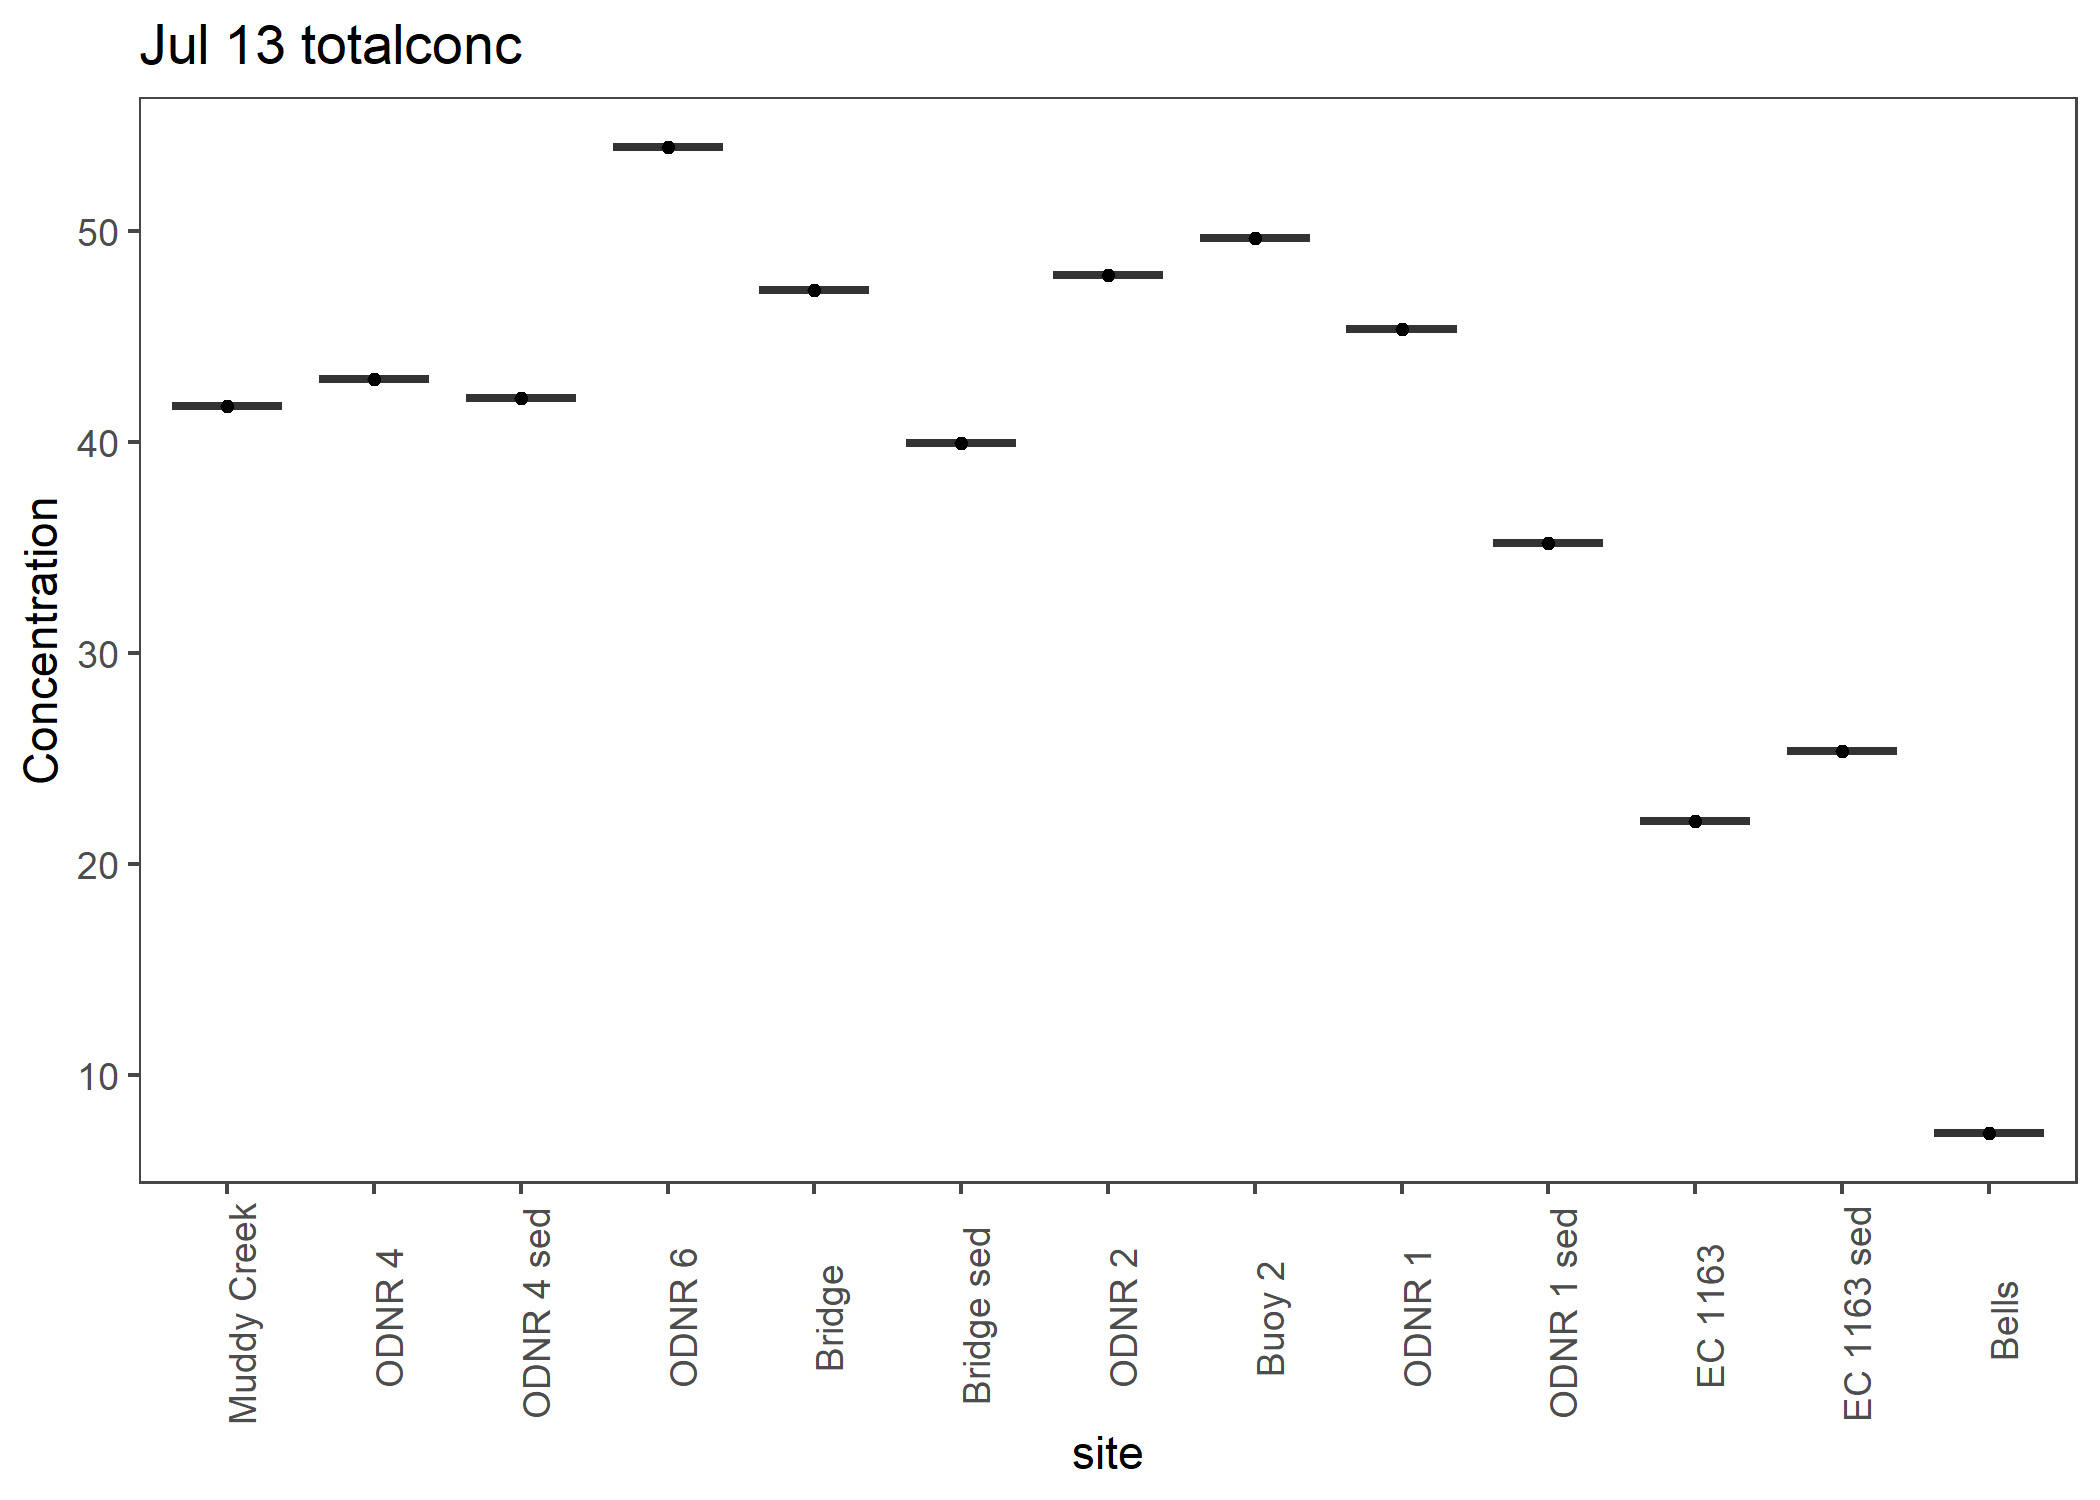 Jul 13 totalconc
Concentration
50
40
30
20
10
Muddy Creek
ODNR 4
ODNR 4 sed
ODNR 6
Bridge
Bridge sed
ODNR 2
Buoy 2
ODNR 1
ODNR 1 sed
EC 1163
EC 1163 sed
Bells
site